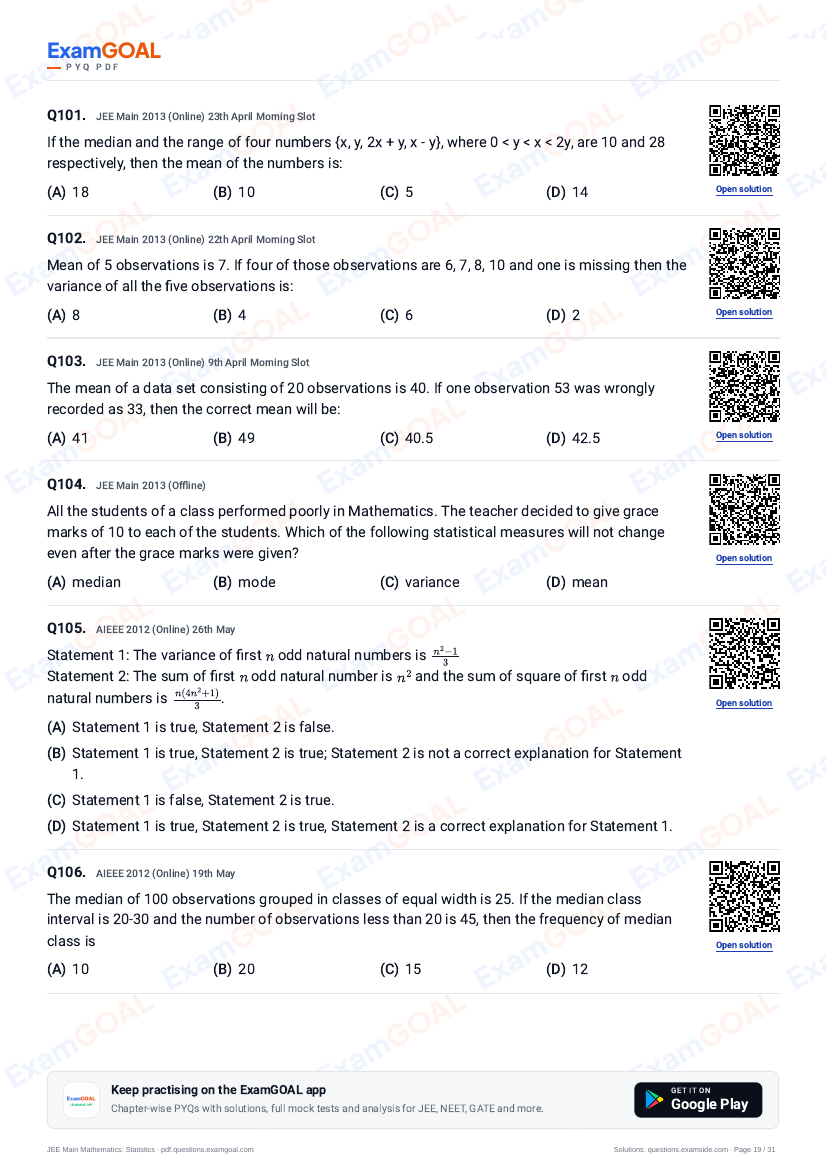 ExamGOAL
PYQ PDF
Q101. JEE Main 2013 (Online) 23th April Morning Slot
If the median and the range of four numbers {x, y, 2x + y, x - y}, where 0 < y < x < 2y, are 10 and 28
respectively, then the mean of the numbers is:
(A) 18 (B) 10 (C) 5 (D) 14
Open solution
Q102. JEE Main 2013 (Online) 22th April Morning Slot
Mean of 5 observations is 7. If four of those observations are 6, 7, 8, 10 and one is missing then the
variance of all the five observations is:
(A) 8 (B) 4 (C) 6 (D) 2
Open solution
Q103. JEE Main 2013 (Online) 9th April Morning Slot
The mean of a data set consisting of 20 observations is 40. If one observation 53 was wrongly
recorded as 33, then the correct mean will be:
(A) 41 (B) 49 (C) 40.5 (D) 42.5
Open solution
Q104. JEE Main 2013 (Offline)
All the students of a class performed poorly in Mathematics. The teacher decided to give grace
marks of 10 to each of the students. Which of the following statistical measures will not change
even after the grace marks were given?
(A) median (B) mode (C) variance (D) mean
Open solution
Q105. AIEEE 2012 (Online) 26th May
Statement 1: The variance of first n odd natural numbers is (n²−1)/3
Statement 2: The sum of first n odd natural number is n² and the sum of square of first n odd
natural numbers is n(4n²+1)/3.
(A) Statement 1 is true, Statement 2 is false.
(B) Statement 1 is true, Statement 2 is true; Statement 2 is not a correct explanation for Statement
1.
(C) Statement 1 is false, Statement 2 is true.
(D) Statement 1 is true, Statement 2 is true, Statement 2 is a correct explanation for Statement 1.
Open solution
Q106. AIEEE 2012 (Online) 19th May
The median of 100 observations grouped in classes of equal width is 25. If the median class
interval is 20-30 and the number of observations less than 20 is 45, then the frequency of median
class is
(A) 10 (B) 20 (C) 15 (D) 12
Open solution
ExamGOAL
Keep practising on the ExamGOAL app
Chapter-wise PYQs with solutions, full mock tests and analysis for JEE, NEET, GATE and more.
GET IT ON
Google Play
JEE Main Mathematics: Statistics · pdf.questions.examgoal.com
Solutions: questions.examside.com · Page 19 / 31